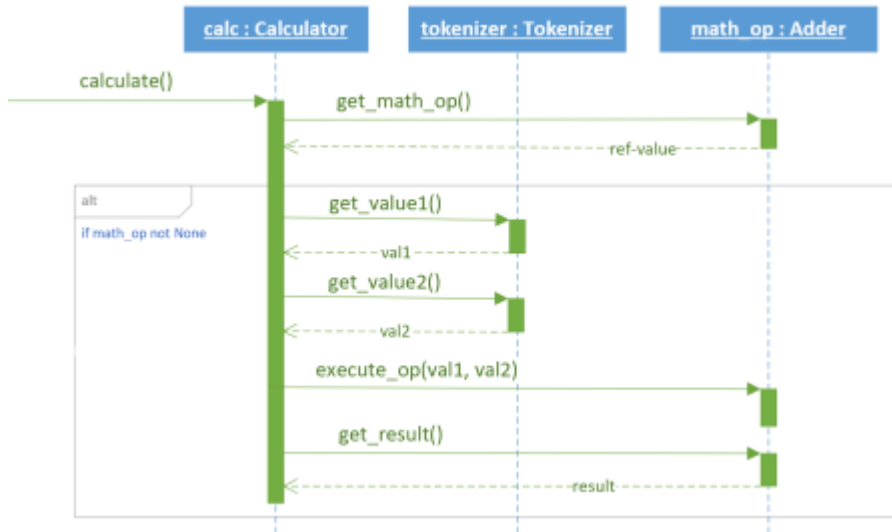 calc : Calculator
tokenizer : Tokenizer
math_op : Adder
calculate()
get_math_op()
ref-value
alt
get_value1()
if math_op not None
val1
get_value2()
val2
execute_op(val1, val2)
get_result()
result